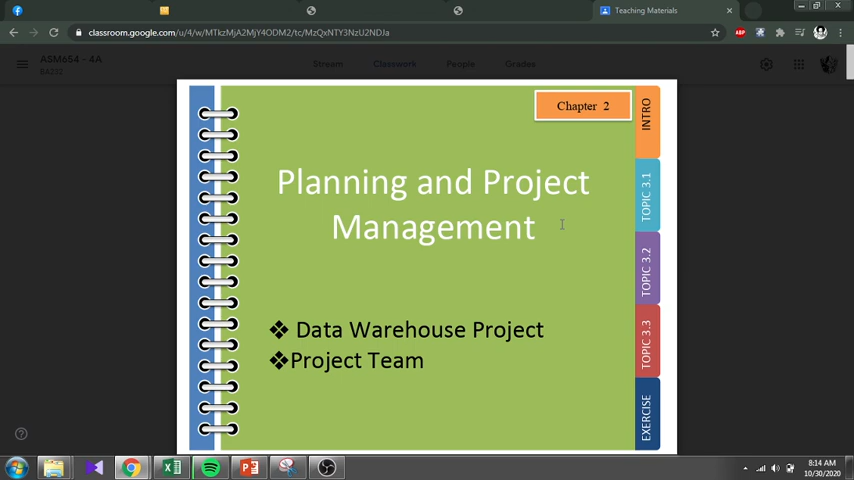 Teaching Materials
classroom.google.com/u/4/w/MTkzMjA2MjY4ODM2/tc/MzQxNTY3NzU2NDJa
ABP
ASM654 - 4A
BA232
Stream
Classwork
People
Grades
Chapter 2
INTRO
Planning and Project
Management
TOPIC 3.1
TOPIC 3.2
❖ Data Warehouse Project
❖Project Team
TOPIC 3.3
EXERCISE
8:14 AM
10/30/2020